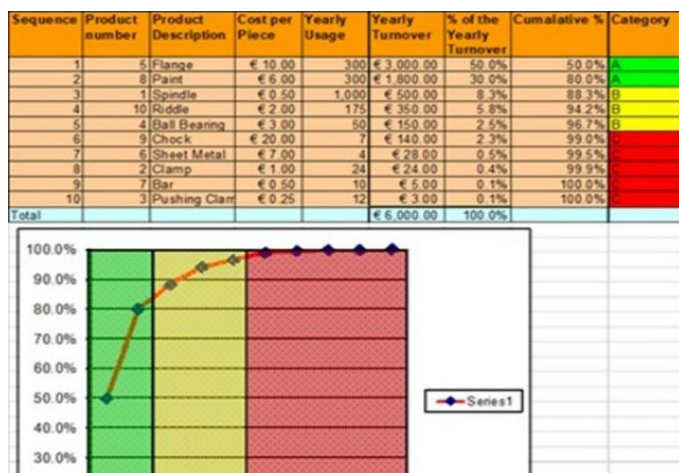 Sequence Product number Product Description Cost per Piece Yearly Usage Yearly Turnover % of the Yearly Turnover Cumalative % Category
1 5 Flange € 10.00 300 € 3,000.00 50.0% 50.0% A
2 8 Paint € 6.00 300 € 1,800.00 30.0% 80.0% A
3 1 Spindle € 0.50 1,000 € 500.00 8.3% 88.3% B
4 10 Riddle € 2.00 175 € 350.00 5.8% 94.2% B
5 4 Ball Bearing € 3.00 50 € 150.00 2.5% 96.7% B
6 9 Chock € 20.00 7 € 140.00 2.3% 99.0% C
7 6 Sheet Metal € 7.00 4 € 28.00 0.5% 99.5% C
8 2 Clamp € 1.00 24 € 24.00 0.4% 99.9% C
9 7 Bar € 0.50 10 € 5.00 0.1% 100.0% C
10 3 Pushing Clam € 0.25 12 € 3.00 0.1% 100.0% C
Total € 6,000.00 100.0%
100.0%
90.0%
80.0%
70.0%
60.0%
50.0%
Series1
40.0%
30.0%